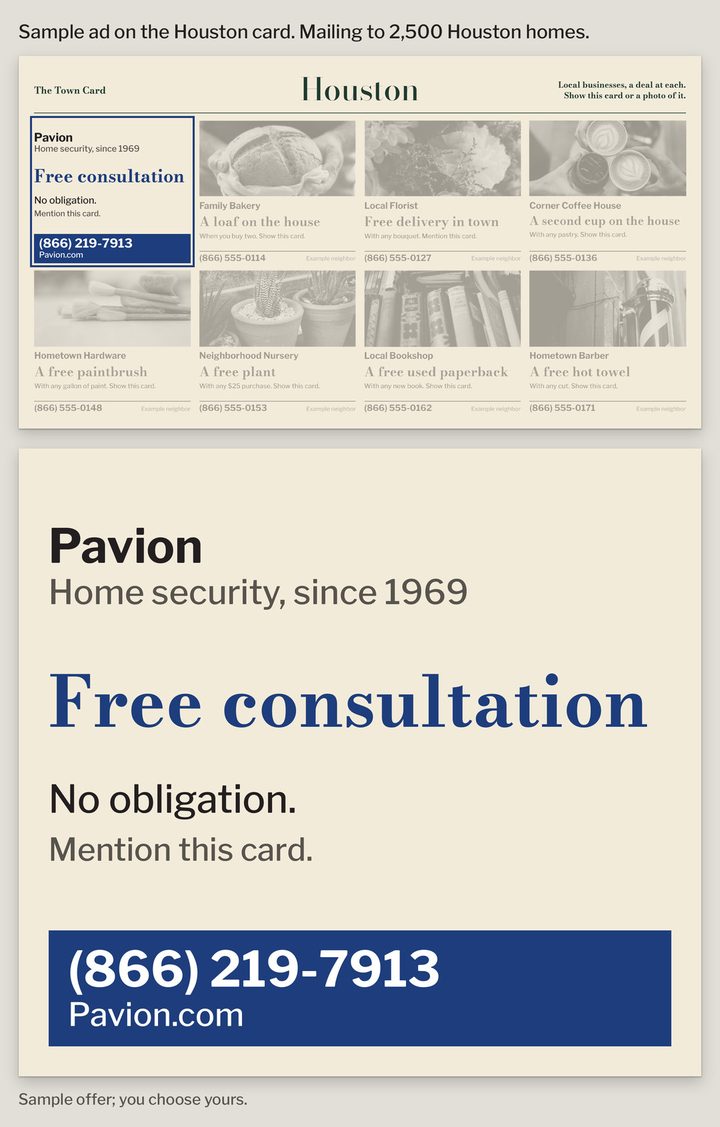 Sample ad on the Houston card. Mailing to 2,500 Houston homes.
The Town Card
Houston
Local businesses, a deal at each.
Show this card or a photo of it.
Pavion
Home security, since 1969
Free consultation
No obligation.
Mention this card.
(866) 219-7913
Pavion.com
Family Bakery
A loaf on the house
When you buy two. Show this card.
(866) 555-0114 Example neighbor
Local Florist
Free delivery in town
With any bouquet. Mention this card.
(866) 555-0127 Example neighbor
Corner Coffee House
A second cup on the house
With any pastry. Show this card.
(866) 555-0136 Example neighbor
Hometown Hardware
A free paintbrush
With any gallon of paint. Show this card.
(866) 555-0148 Example neighbor
Neighborhood Nursery
A free plant
With any $25 purchase. Show this card.
(866) 555-0153 Example neighbor
Local Bookshop
A free used paperback
With any new book. Show this card.
(866) 555-0162 Example neighbor
Hometown Barber
A free hot towel
With any cut. Show this card.
(866) 555-0171 Example neighbor
Pavion
Home security, since 1969
Free consultation
No obligation.
Mention this card.
(866) 219-7913
Pavion.com
Sample offer; you choose yours.